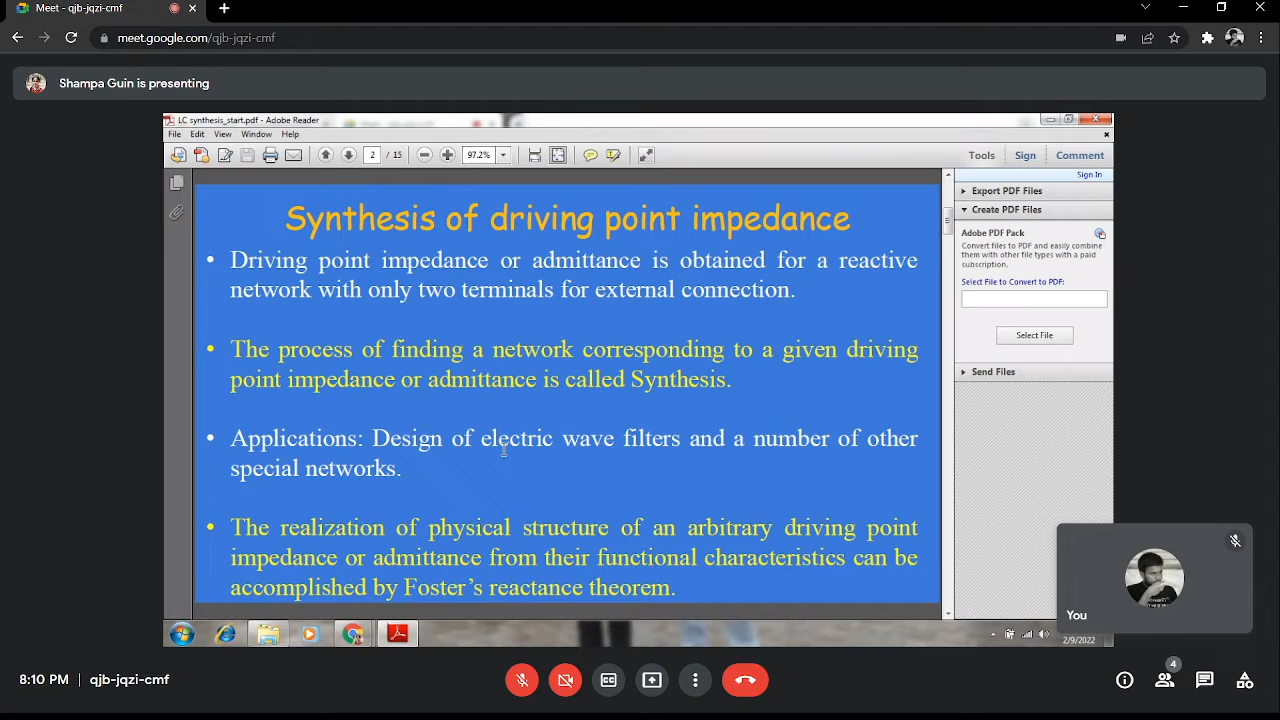 Meet - qjb-jqzi-cmf
meet.google.com/qjb-jqzi-cmf
Shampa Guin is presenting
LC synthesis_start.pdf - Adobe Reader
File Edit View Window Help
2 / 15 97.2% Tools Sign Comment
Sign In
Export PDF Files
Create PDF Files
Adobe PDF Pack
Convert files to PDF and easily combine
them with other file types with a paid
subscription.
Select File to Convert to PDF:
Select File
Send Files
Synthesis of driving point impedance
• Driving point impedance or admittance is obtained for a reactive
network with only two terminals for external connection.
• The process of finding a network corresponding to a given driving
point impedance or admittance is called Synthesis.
• Applications: Design of electric wave filters and a number of other
special networks.
• The realization of physical structure of an arbitrary driving point
impedance or admittance from their functional characteristics can be
accomplished by Foster's reactance theorem.
You
2/9/2022
8:10 PM | qjb-jqzi-cmf
4